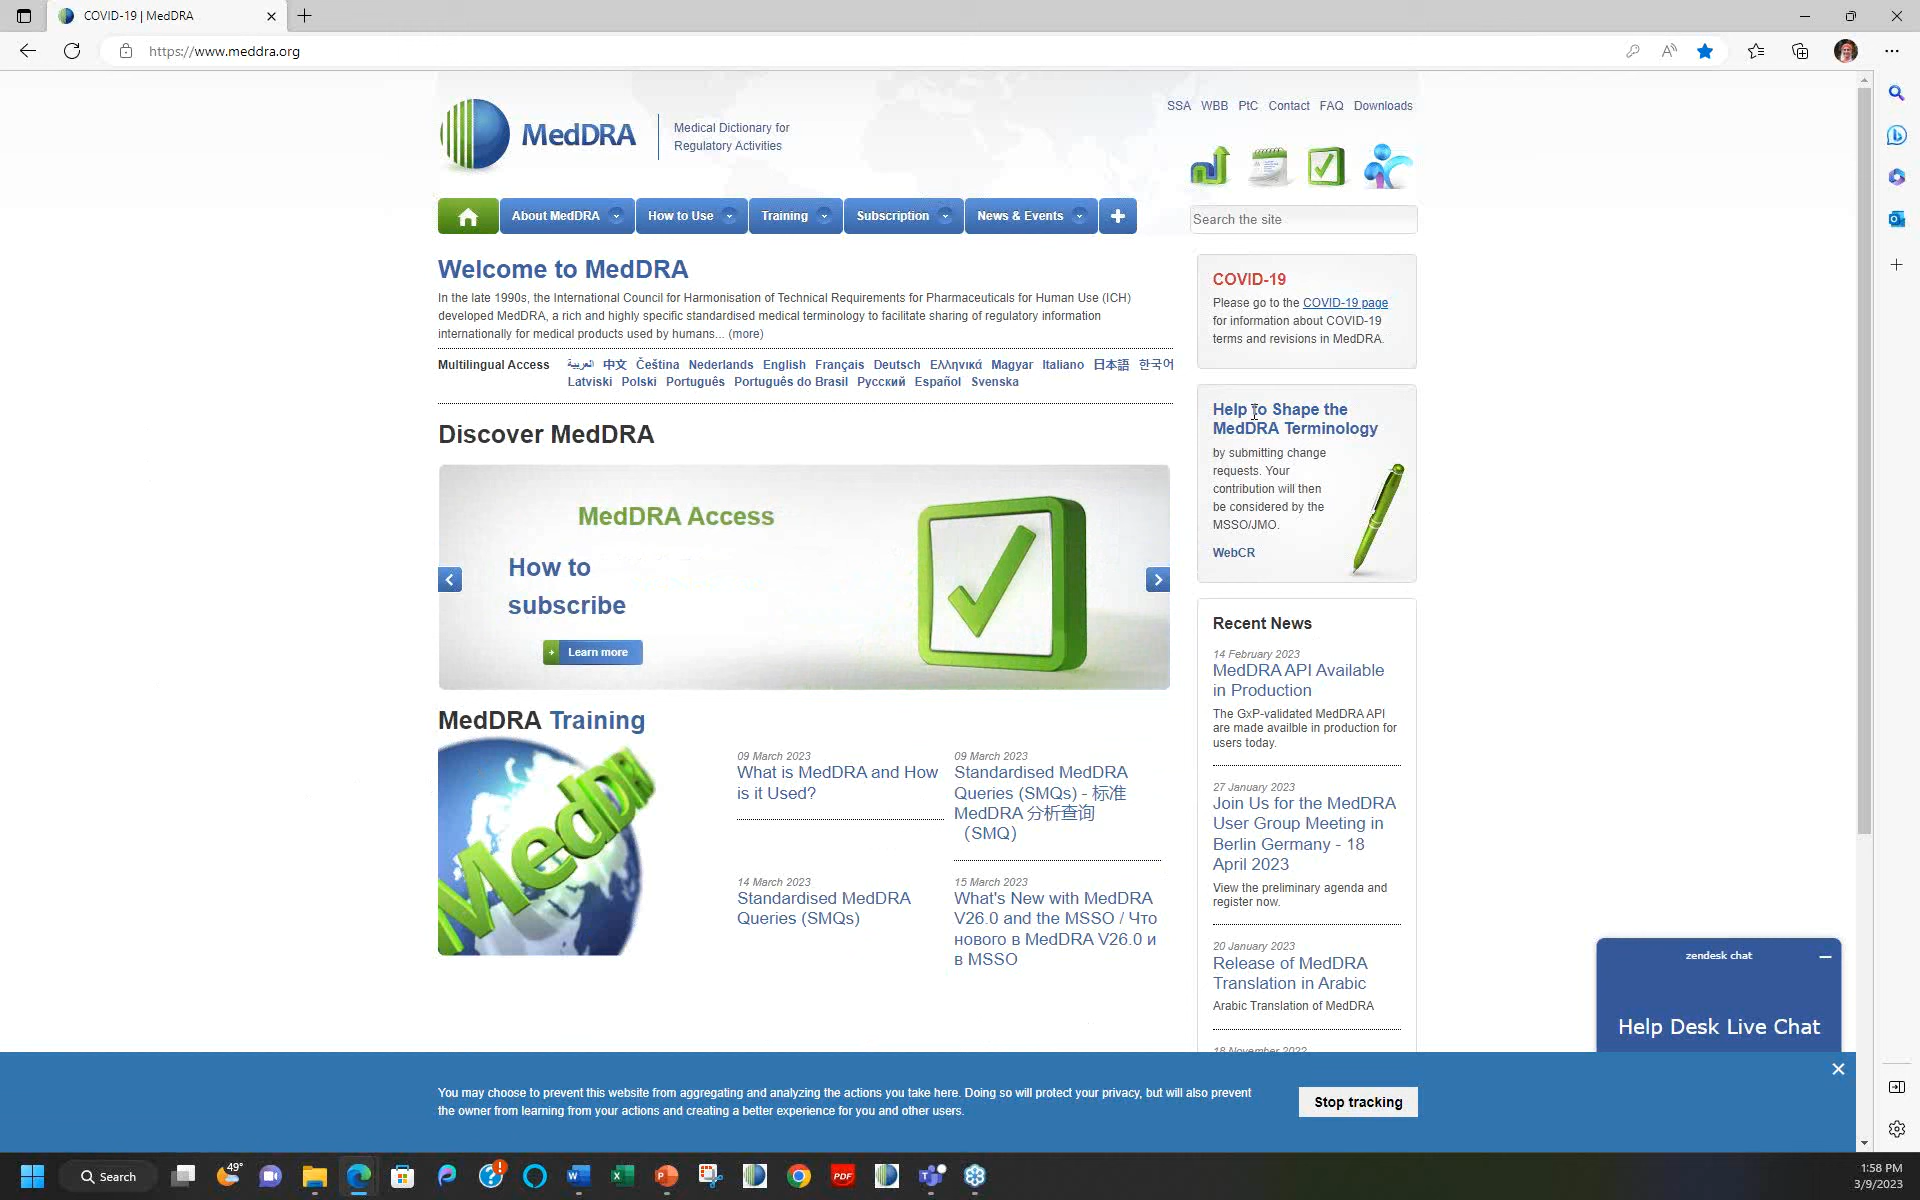 COVID-19 | MedDRA
https://www.meddra.org
MedDRA
Medical Dictionary for
Regulatory Activities
SSA WBB PtC Contact FAQ Downloads
About MedDRA How to Use Training Subscription News & Events
Search the site
Welcome to MedDRA
In the late 1990s, the International Council for Harmonisation of Technical Requirements for Pharmaceuticals for Human Use (ICH)
developed MedDRA, a rich and highly specific standardised medical terminology to facilitate sharing of regulatory information
internationally for medical products used by humans... (more)
Multilingual Access العربية 中文 Čeština Nederlands English Français Deutsch Ελληνικά Magyar Italiano 日本語 한국어
Latviski Polski Português Português do Brasil Русский Español Svenska
Discover MedDRA
MedDRA Access
How to
subscribe
Learn more
MedDRA Training
MedDRA
09 March 2023
What is MedDRA and How
is it Used?
09 March 2023
Standardised MedDRA
Queries (SMQs) - 标准
MedDRA 分析查询
（SMQ）
14 March 2023
Standardised MedDRA
Queries (SMQs)
15 March 2023
What's New with MedDRA
V26.0 and the MSSO / Что
нового в MedDRA V26.0 и
в MSSO
COVID-19
Please go to the COVID-19 page
for information about COVID-19
terms and revisions in MedDRA.
Help to Shape the
MedDRA Terminology
by submitting change
requests. Your
contribution will then
be considered by the
MSSO/JMO.
WebCR
Recent News
14 February 2023
MedDRA API Available
in Production
The GxP-validated MedDRA API
are made availble in production for
users today.
27 January 2023
Join Us for the MedDRA
User Group Meeting in
Berlin Germany - 18
April 2023
View the preliminary agenda and
register now.
20 January 2023
Release of MedDRA
Translation in Arabic
Arabic Translation of MedDRA
18 November 2022
zendesk chat
Help Desk Live Chat
You may choose to prevent this website from aggregating and analyzing the actions you take here. Doing so will protect your privacy, but will also prevent
the owner from learning from your actions and creating a better experience for you and other users.
Stop tracking
Search
49°
PDF
1:58 PM
3/9/2023